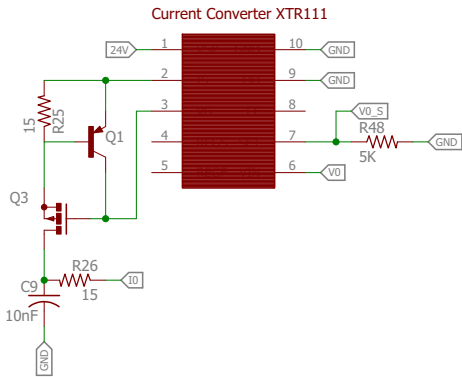 Current Converter XTR111
24V
1
10
GND
2
9
GND
3
8
V0_S
4
7
R48
5K
GND
5
6
V0
15
R25
Q1
Q3
R26
15
I0
C9
10nF
GND